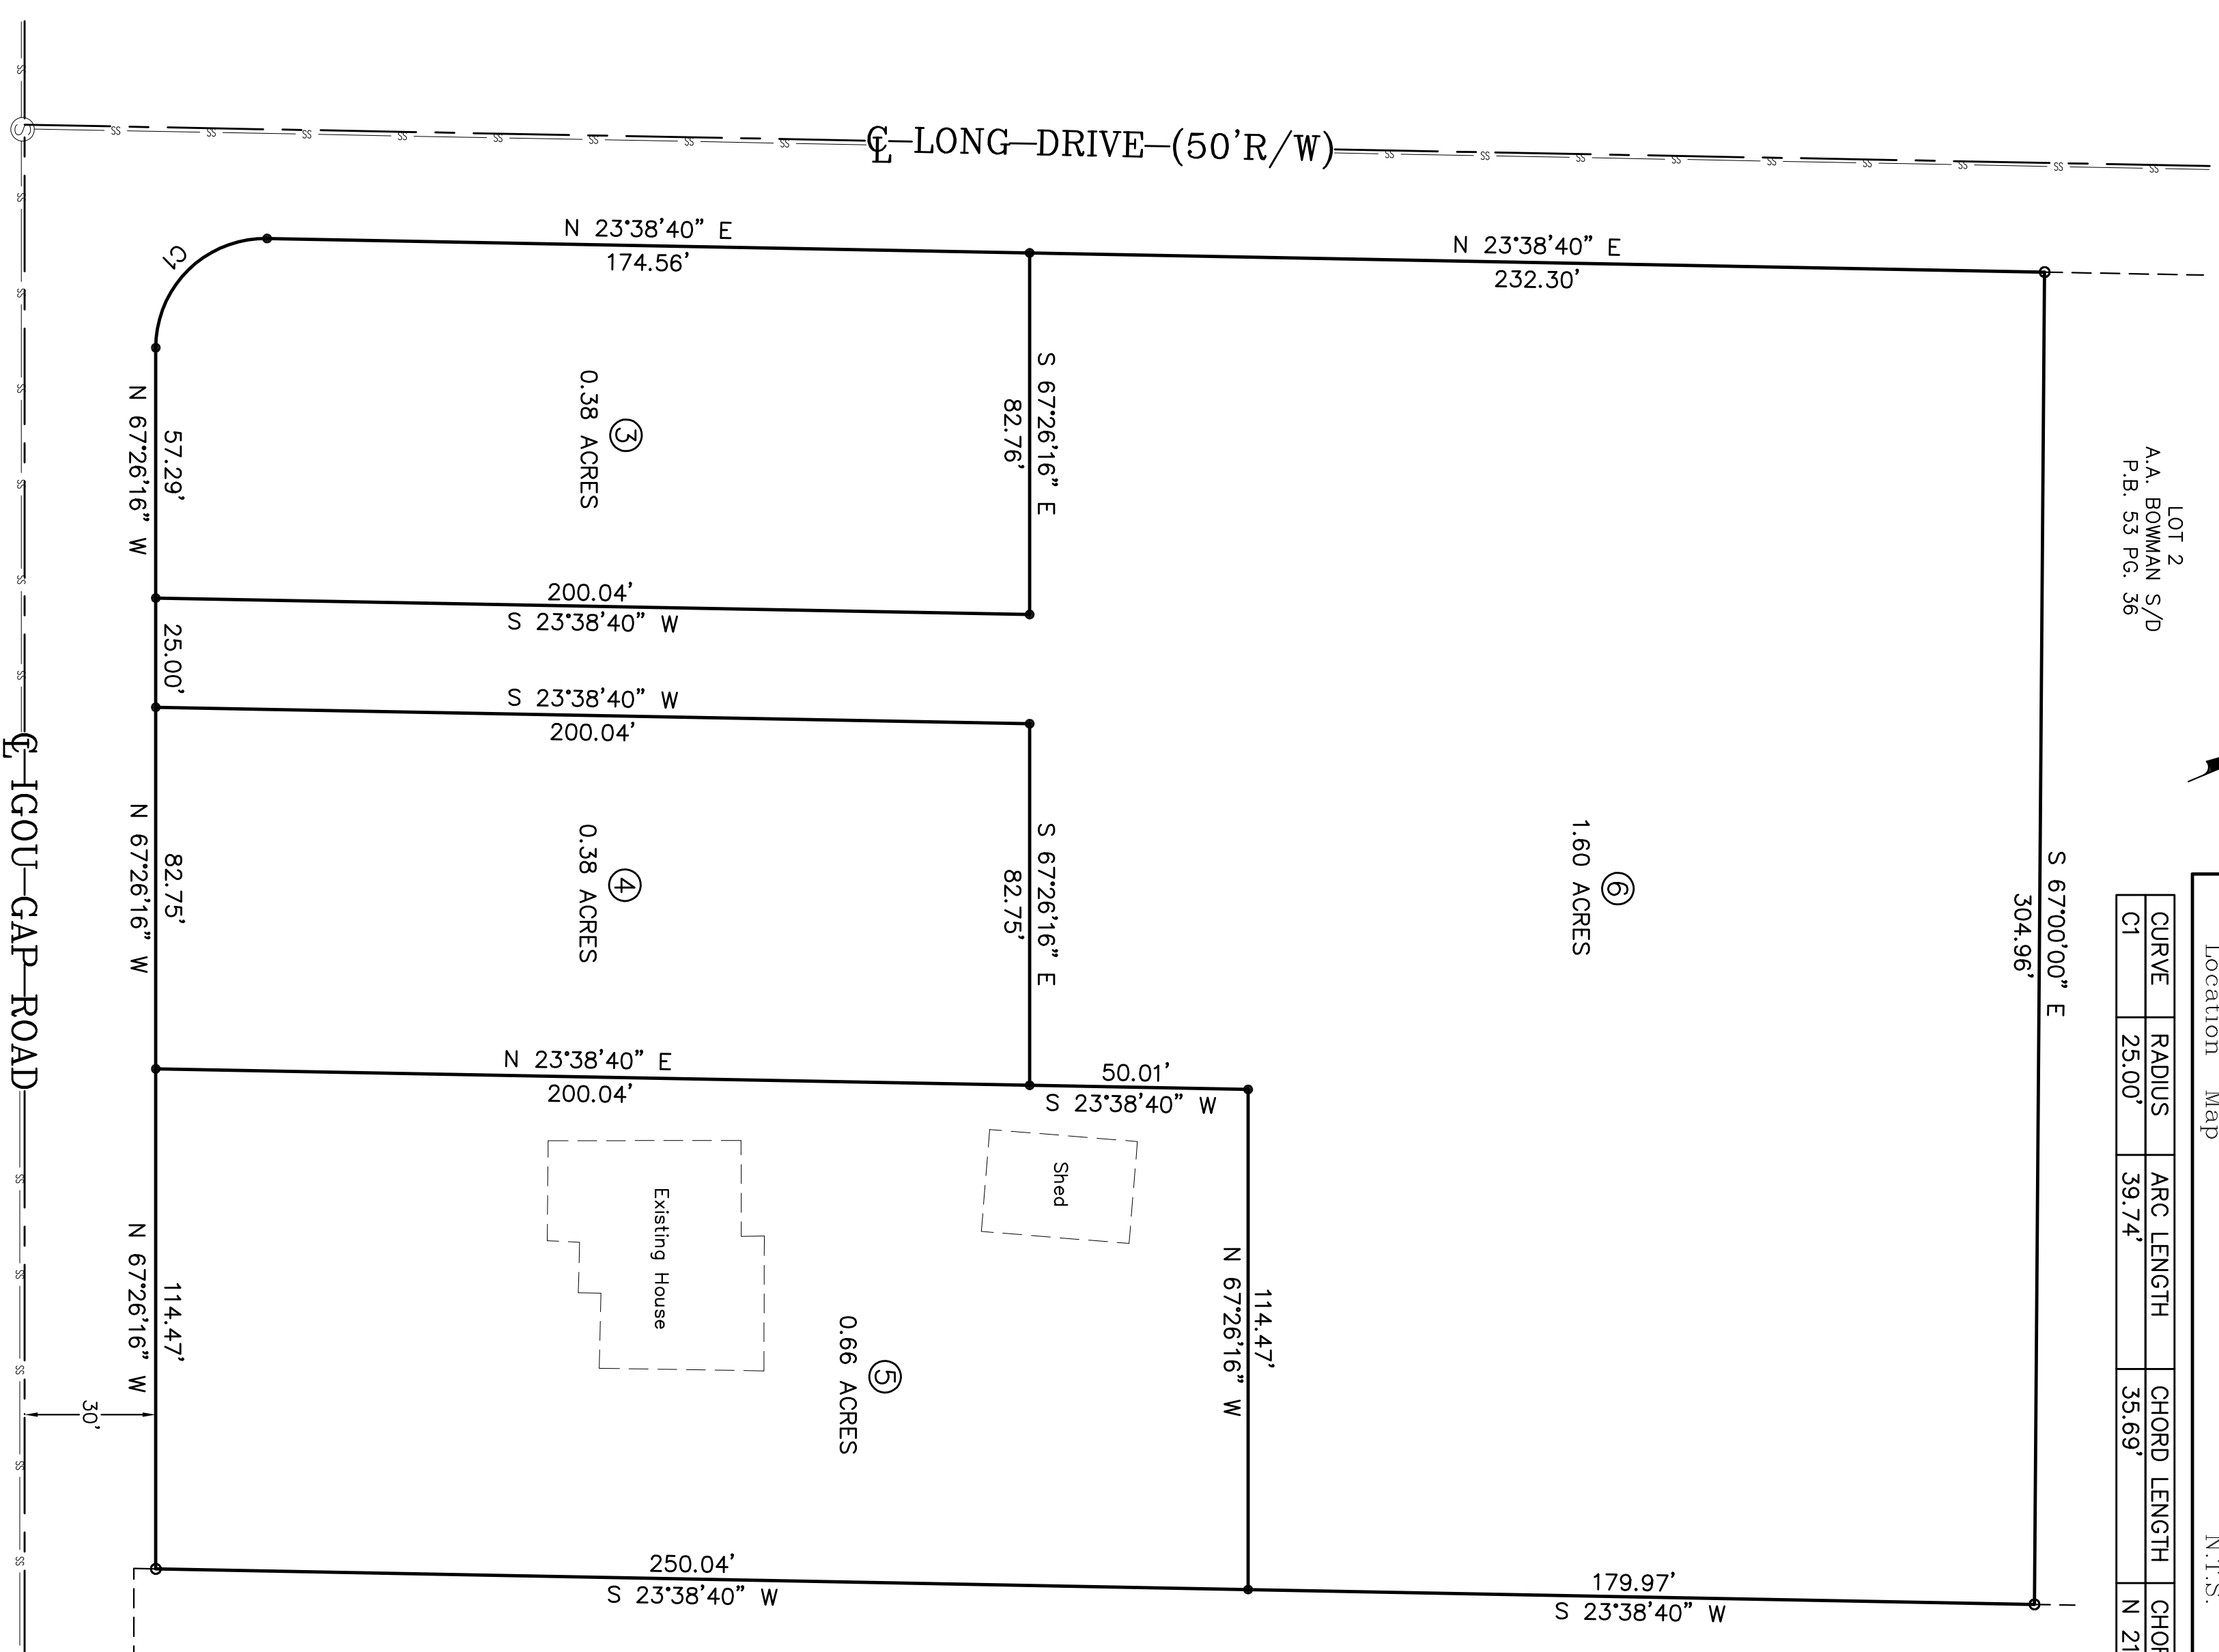 ℄ LONG DRIVE (50'R/W)
N 23°38'40" E
174.56'
N 23°38'40" E
232.30'
C1
57.29'
N 67°26'16" W
3
0.38 ACRES
S 67°26'16" E
82.76'
200.04'
S 23°38'40" W
25.00'
S 23°38'40" W
200.04'
4
0.38 ACRES
S 67°26'16" E
82.75'
82.75'
N 67°26'16" W
N 23°38'40" E
200.04'
50.01'
S 23°38'40" W
Shed
Existing House
5
0.66 ACRES
114.47'
N 67°26'16" W
114.47'
N 67°26'16" W
30'
250.04'
S 23°38'40" W
179.97'
S 23°38'40" W
6
1.60 ACRES
S 67°00'00" E
304.96'
LOT 2
A.A. BOWMAN S/D
P.B. 53 PG. 36
℄ IGOU GAP ROAD
S
SS
Location Map N.T.S.
CURVE RADIUS ARC LENGTH CHORD LENGTH CHOR
C1 25.00' 39.74' 35.69' N 21